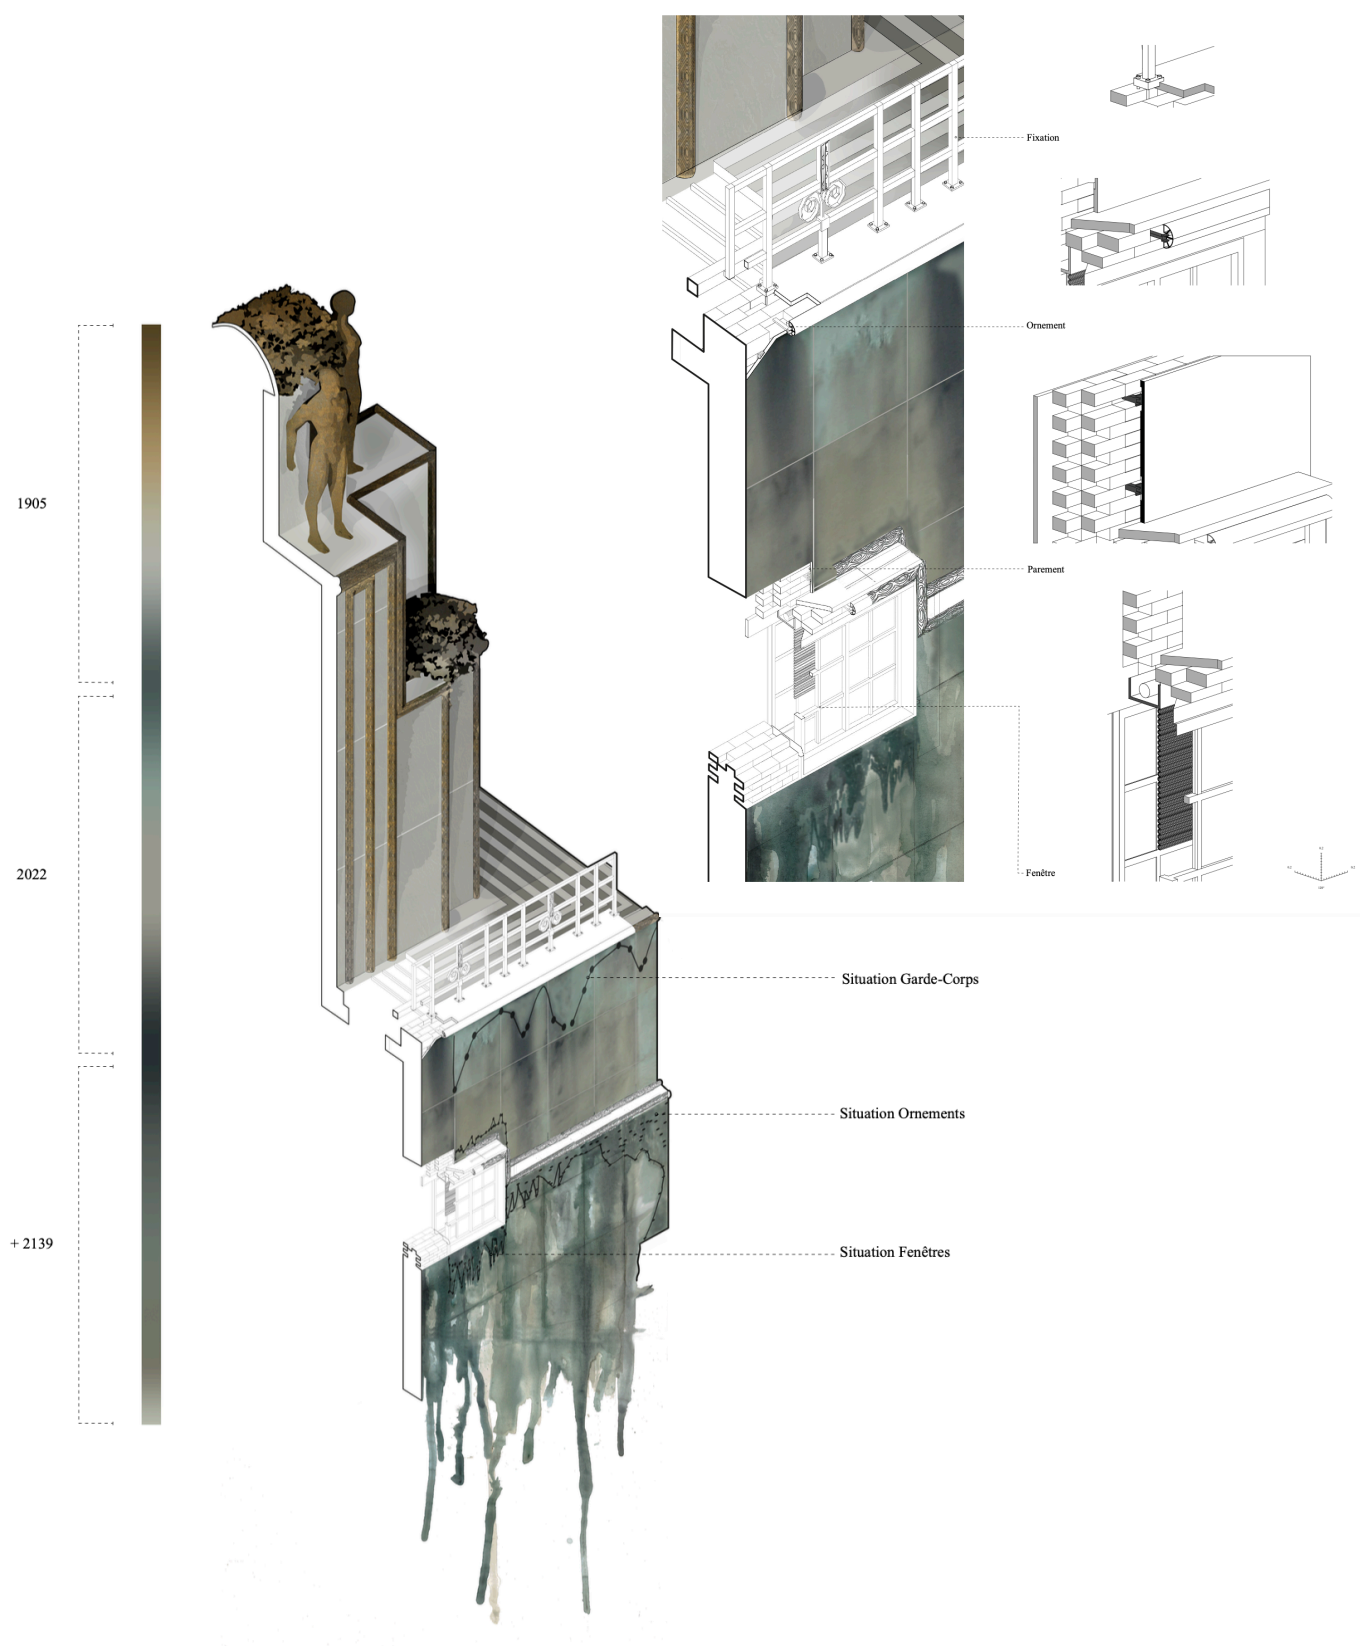 Fixation
Ornement
Parement
Fenêtre
1905
2022
+ 2139
Situation Garde-Corps
Situation Ornements
Situation Fenêtres